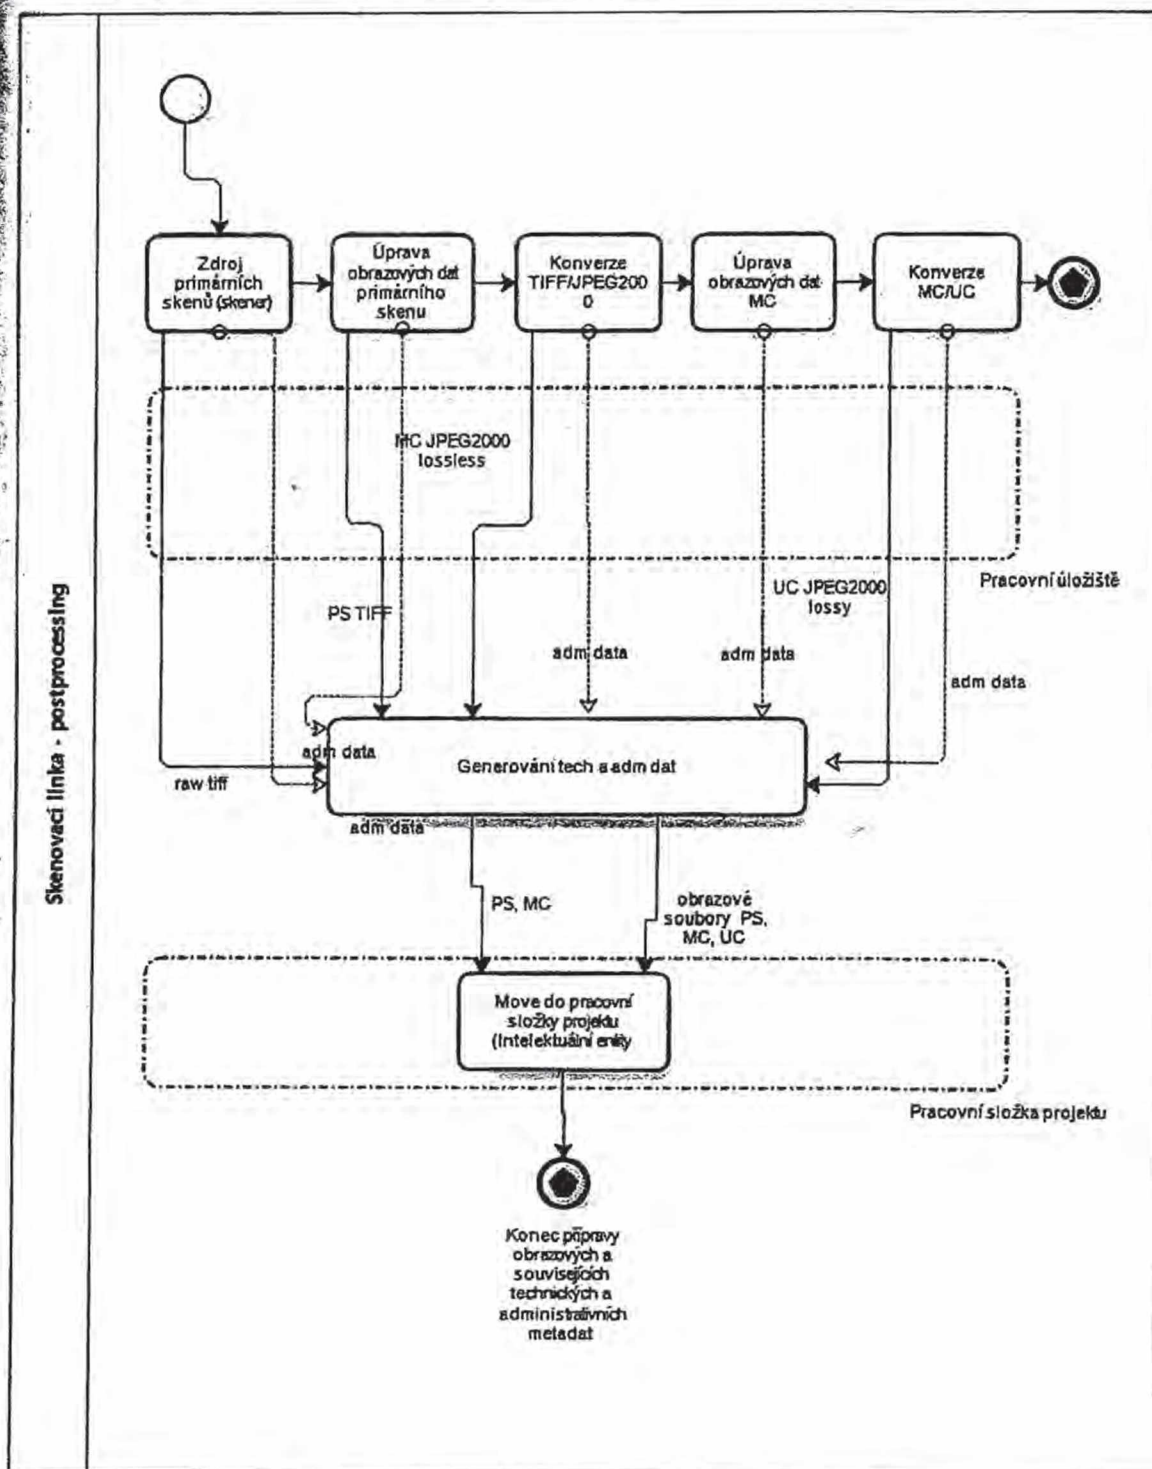 Skenovací linka - postprocessing
Zdroj
primárních
skenů (skener)
Úprava
obrazových dat
primárního
skenu
Konverze
TIFF/JPEG200
0
Úprava
obrazových dat
MC
Konverze
MC/UC
MC JPEG2000
lossless
Pracovní úložiště
PS TIFF
UC JPEG2000
lossy
adm data
adm data
adm data
adm data
raw tiff
Generování tech a adm dat
adm data
PS, MC
obrazové
soubory PS,
MC, UC
Move do pracovní
složky projektu
(Intelektuální entity
Pracovní složka projektu
Konec přípravy
obrazových a
souvisejících
technických a
administrativních
metadat